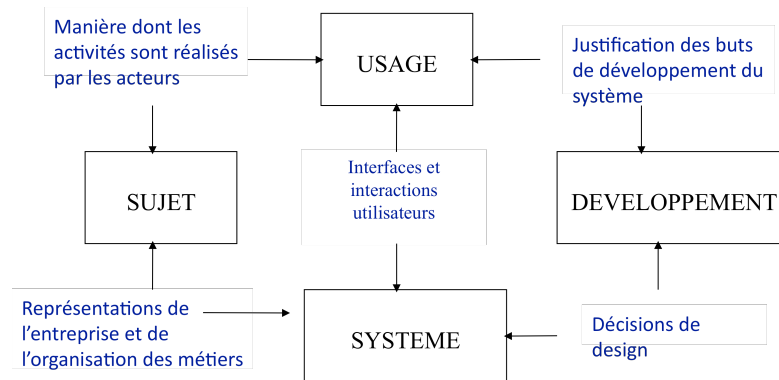 Manière dont les
activités sont réalisés
par les acteurs
USAGE
Justification des buts
de développement du
système
SUJET
Interfaces et
interactions
utilisateurs
DEVELOPPEMENT
Représentations de
l'entreprise et de
l'organisation des métiers
SYSTEME
Décisions de
design